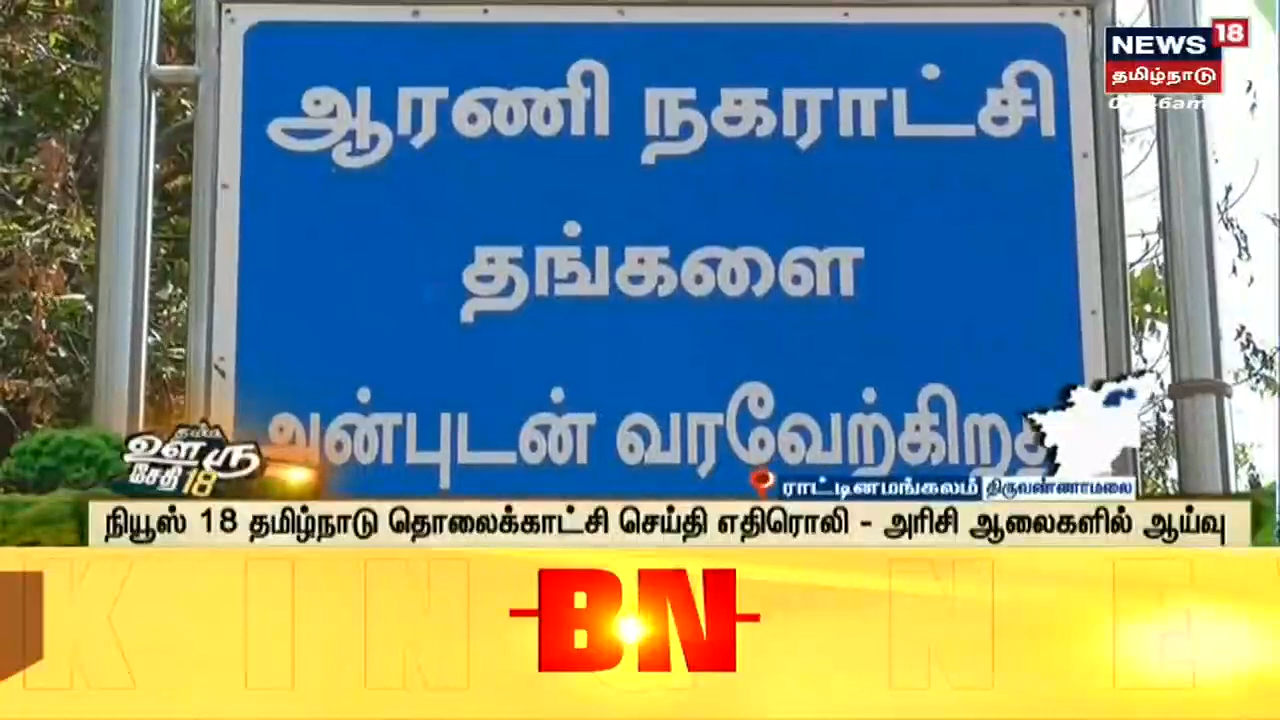 ஆரணி நகராட்சி
தங்களை
அன்புடன் வரவேற்கிறது
NEWS 18
தமிழ்நாடு
ஊரு
சேதி 18
ராட்டினமங்கலம் திருவண்ணாமலை
நியூஸ் 18 தமிழ்நாடு தொலைக்காட்சி செய்தி எதிரொலி - அரிசி ஆலைகளில் ஆய்வு
BN